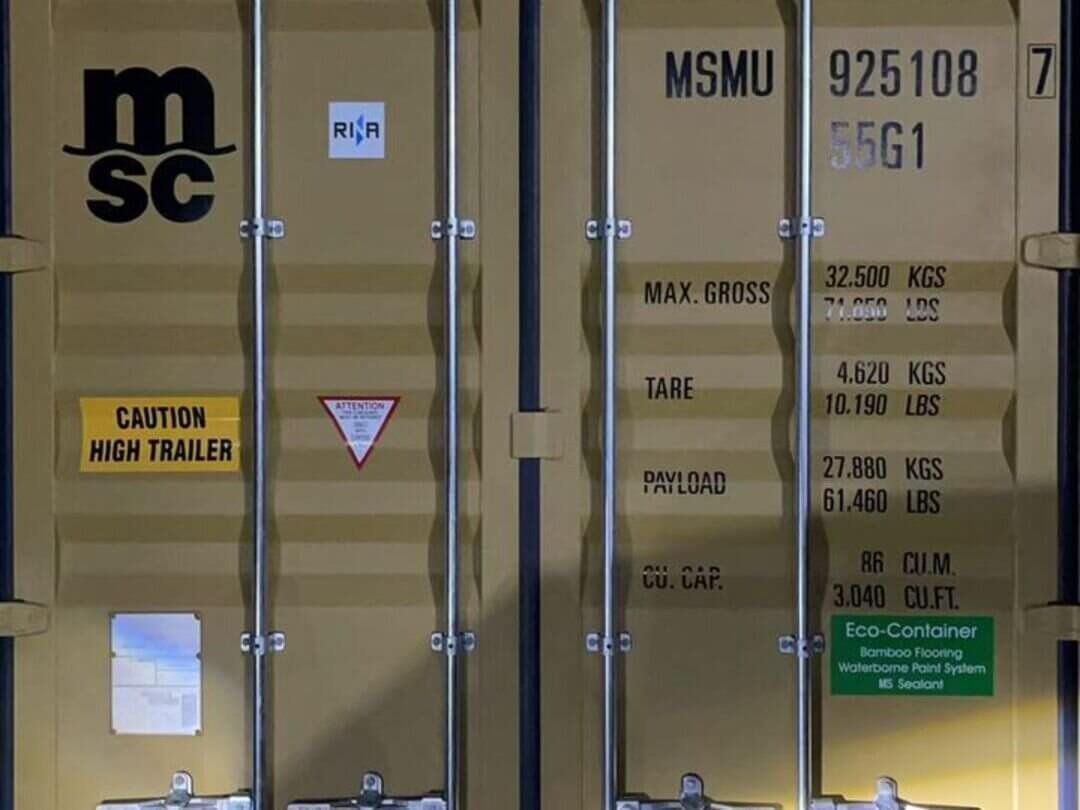 msc
RINA
MSMU 925108 7
55G1
MAX. GROSS 32.500 KGS
71.650 LBS
TARE 4.620 KGS
10.190 LBS
PAYLOAD 27.880 KGS
61.460 LBS
CU. CAP. 86 CU.M.
3.040 CU.FT.
CAUTION
HIGH TRAILER
ATTENTION
Eco-Container
Bamboo Flooring
Waterborne Paint System
MS Sealant